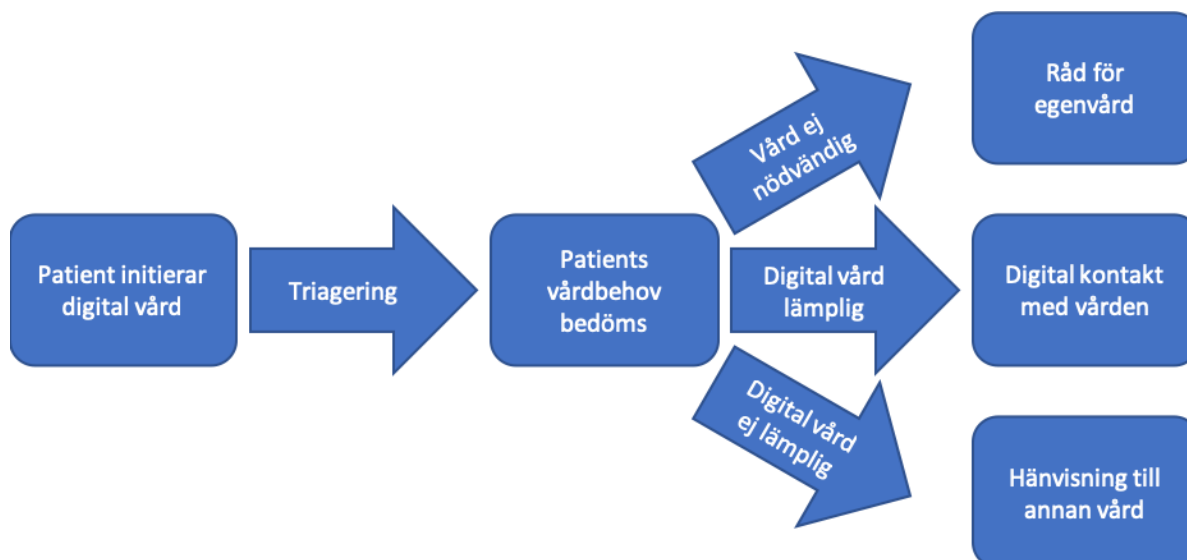 Patient initierar
digital vård
Triagering
Patients
vårdbehov
bedöms
Vård ej
nödvändig
Råd för
egenvård
Digital vård
lämplig
Digital kontakt
med vården
Digital vård
ej lämplig
Hänvisning till
annan vård